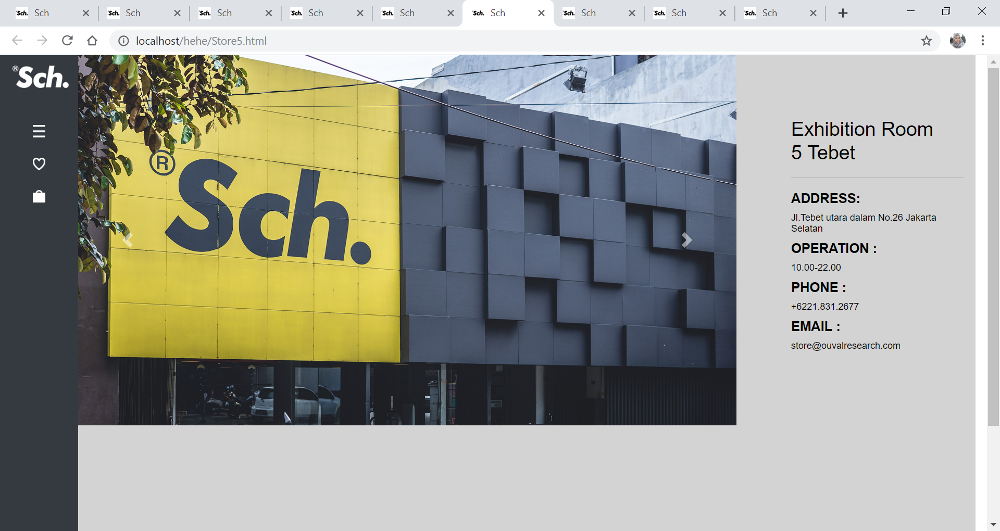 Sch. Sch
Sch. Sch
Sch. Sch
Sch. Sch
Sch. Sch
Sch. Sch
Sch. Sch
Sch. Sch
Sch. Sch
localhost/hehe/Store5.html
®Sch.
®Sch.
Exhibition Room
5 Tebet
ADDRESS:
Jl.Tebet utara dalam No.26 Jakarta
Selatan
OPERATION :
10.00-22.00
PHONE :
+6221.831.2677
EMAIL :
store@ouvalresearch.com